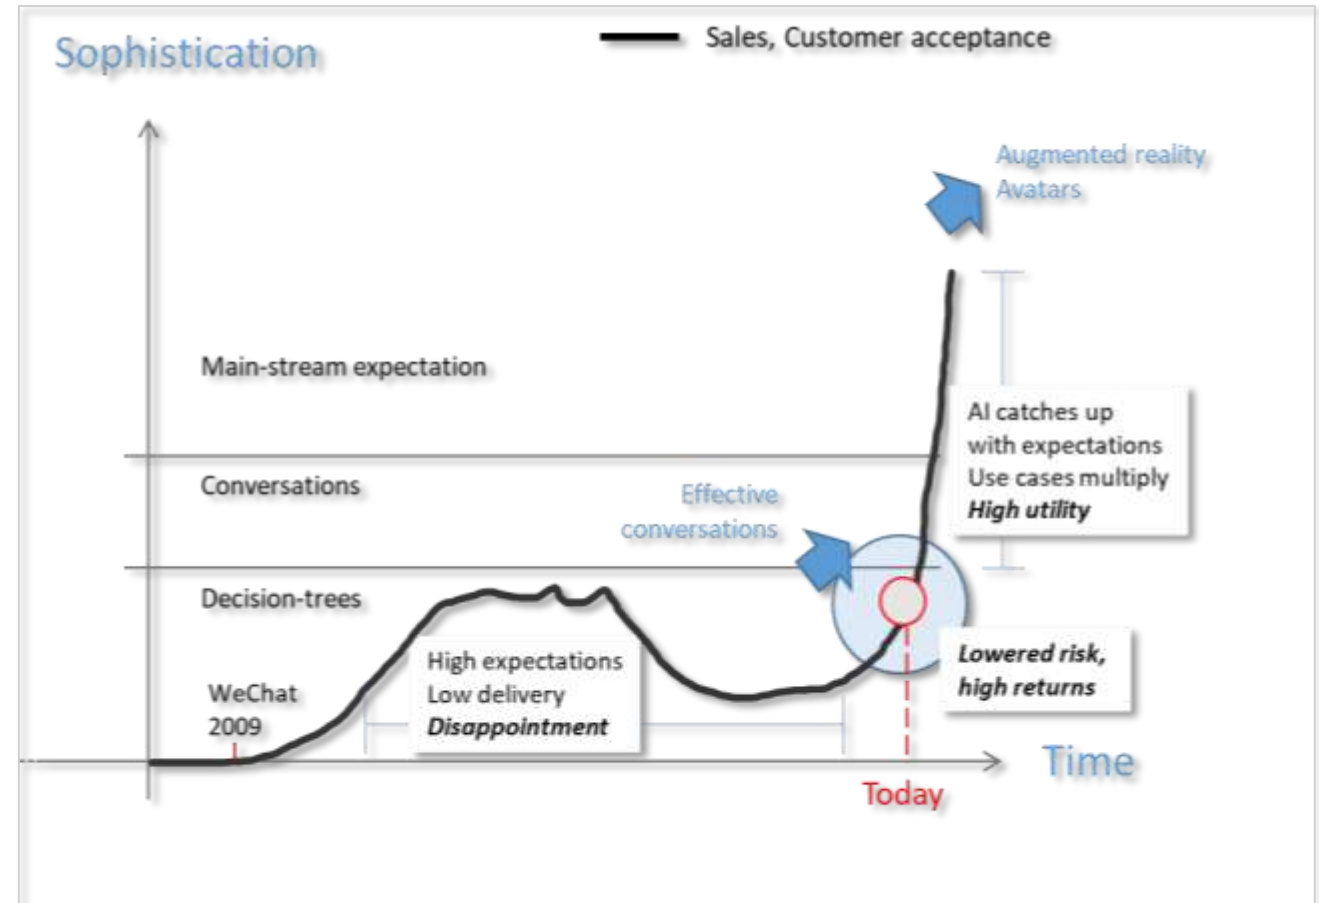 Sophistication
Sales, Customer acceptance
Augmented reality
Avatars
Main-stream expectation
AI catches up
with expectations
Use cases multiply
High utility
Conversations
Effective
conversations
Decision-trees
High expectations
Low delivery
Disappointment
Lowered risk,
high returns
WeChat
2009
Time
Today